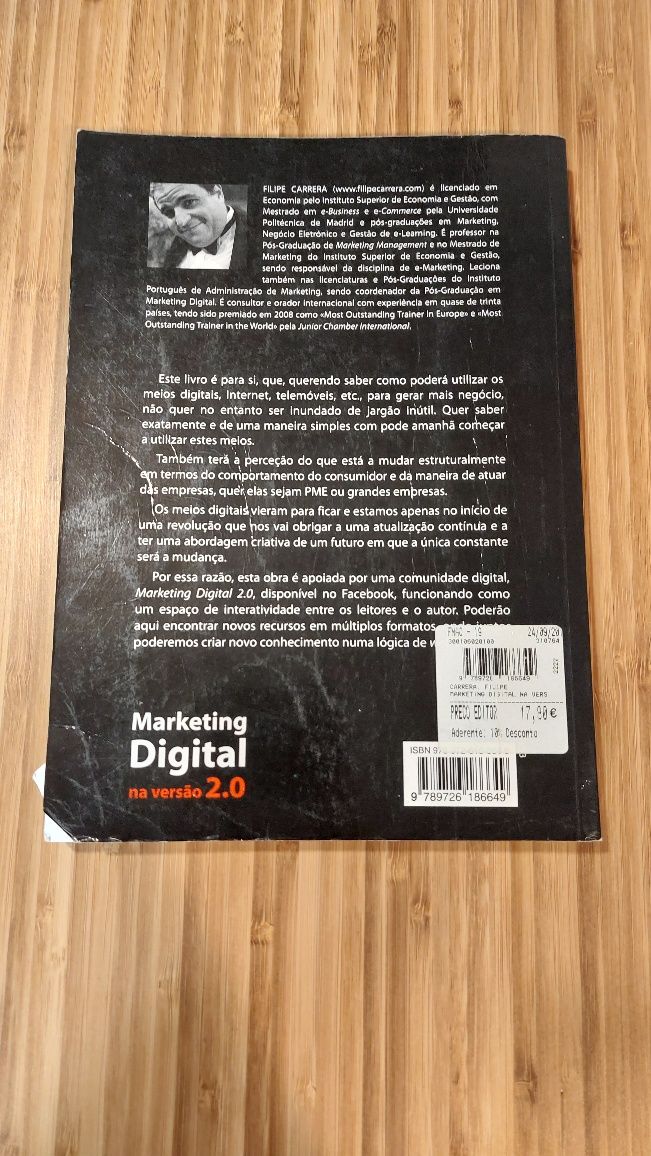 FILIPE CARRERA (www.filipecarrera.com) é licenciado em
Economia pelo Instituto Superior de Economia e Gestão, com
Mestrado em e-Business e e-Commerce pela Universidade
Politécnica de Madrid e pós-graduações em Marketing,
Negócio Eletrónico e Gestão de e-Learning. É professor na
Pós-Graduação de Marketing Management e no Mestrado de
Marketing do Instituto Superior de Economia e Gestão,
sendo responsável da disciplina de e-Marketing. Leciona
também nas licenciaturas e Pós-Graduações do Instituto
Português de Administração de Marketing, sendo coordenador da Pós-Graduação em
Marketing Digital. É consultor e orador internacional com experiência em quase de trinta
países, tendo sido premiado em 2008 como «Most Outstanding Trainer in Europe» e «Most
Outstanding Trainer in the World» pela Junior Chamber International.
Este livro é para si, que, querendo saber como poderá utilizar os
meios digitais, Internet, telemóveis, etc., para gerar mais negócio,
não quer no entanto ser inundado de jargão inútil. Quer saber
exatamente e de uma maneira simples com pode amanhã começar
a utilizar estes meios.
Também terá a perceção do que está a mudar estruturalmente
em termos do comportamento do consumidor e da maneira de atuar
das empresas, quer elas sejam PME ou grandes empresas.
Os meios digitais vieram para ficar e estamos apenas no início de
uma revolução que nos vai obrigar a uma atualização contínua e a
ter uma abordagem criativa de um futuro em que a única constante
será a mudança.
Por essa razão, esta obra é apoiada por uma comunidade digital,
Marketing Digital 2.0, disponível no Facebook, funcionando como
um espaço de interatividade entre os leitores e o autor. Poderão
aqui encontrar novos recursos em múltiplos formatos
poderemos criar novo conhecimento numa lógica de
FNAC - 19 24/09/20
300106020100 910764
2222
9 789726 186649
CARRERA, FILIPE
MARKETING DIGITAL NA VERS
PRECO EDITOR 17,90€
Aderente: 10% Desconto
Marketing
Digital
na versão 2.0
ISBN
9 789726 186649